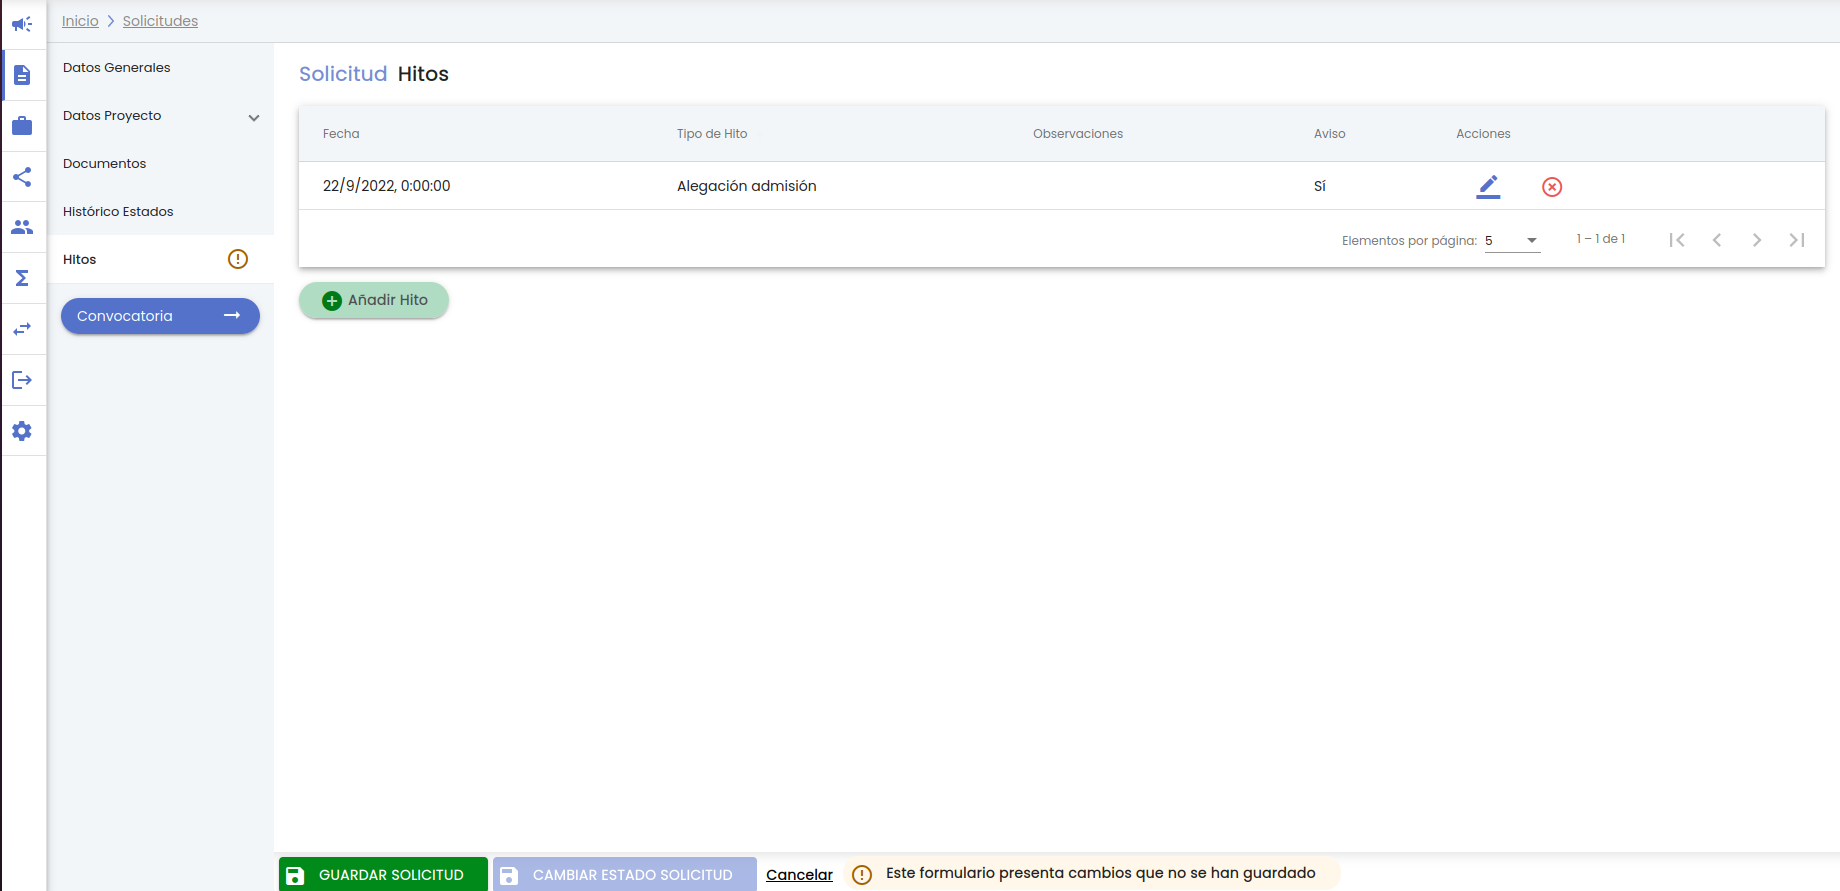 Inicio > Solicitudes
Datos Generales
Datos Proyecto
Documentos
Histórico Estados
Hitos
Convocatoria
Solicitud Hitos
Fecha Tipo de Hito Observaciones Aviso Acciones
22/9/2022, 0:00:00 Alegación admisión Sí
Elementos por página: 5 1 – 1 de 1
Añadir Hito
GUARDAR SOLICITUD CAMBIAR ESTADO SOLICITUD Cancelar Este formulario presenta cambios que no se han guardado